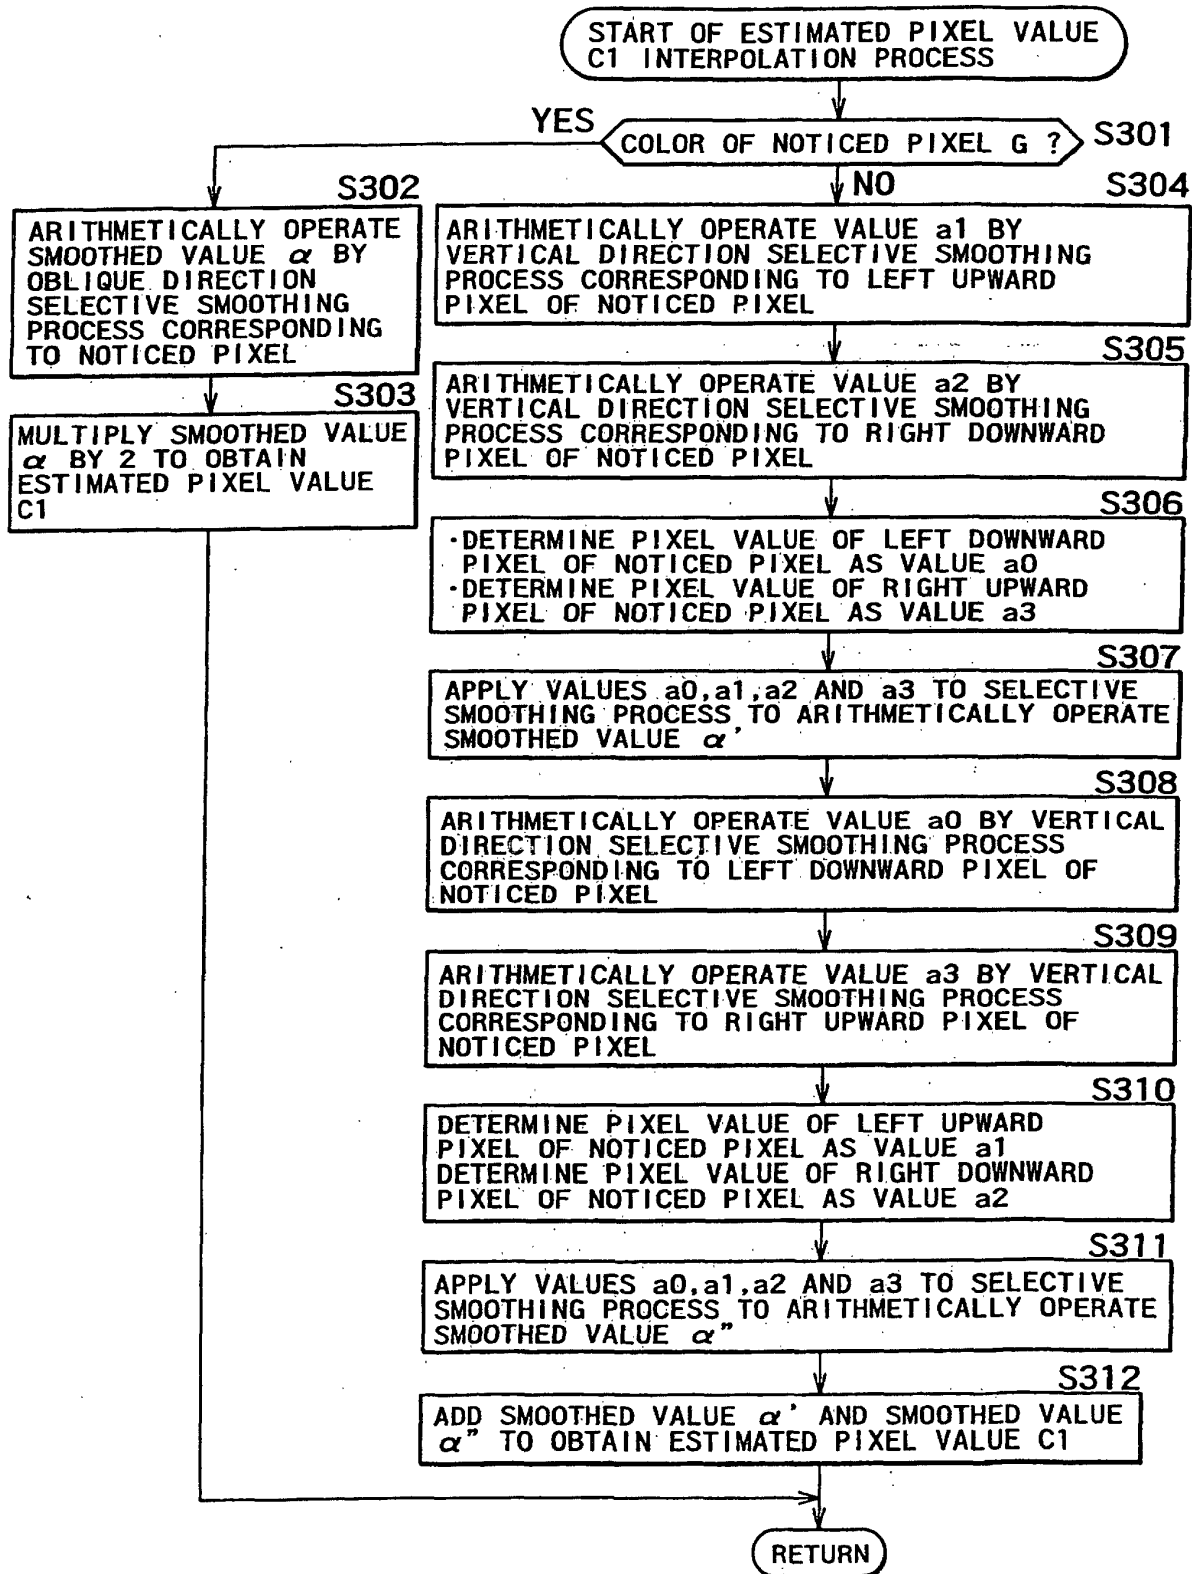 START OF ESTIMATED PIXEL VALUE
C1 INTERPOLATION PROCESS
YES
COLOR OF NOTICED PIXEL G ?
S301
NO
S302
ARITHMETICALLY OPERATE
SMOOTHED VALUE α BY
OBLIQUE DIRECTION
SELECTIVE SMOOTHING
PROCESS CORRESPONDING
TO NOTICED PIXEL
S303
MULTIPLY SMOOTHED VALUE
α BY 2 TO OBTAIN
ESTIMATED PIXEL VALUE
C1
S304
ARITHMETICALLY OPERATE VALUE a1 BY
VERTICAL DIRECTION SELECTIVE SMOOTHING
PROCESS CORRESPONDING TO LEFT UPWARD
PIXEL OF NOTICED PIXEL
S305
ARITHMETICALLY OPERATE VALUE a2 BY
VERTICAL DIRECTION SELECTIVE SMOOTHING
PROCESS CORRESPONDING TO RIGHT DOWNWARD
PIXEL OF NOTICED PIXEL
S306
·DETERMINE PIXEL VALUE OF LEFT DOWNWARD
PIXEL OF NOTICED PIXEL AS VALUE a0
·DETERMINE PIXEL VALUE OF RIGHT UPWARD
PIXEL OF NOTICED PIXEL AS VALUE a3
S307
APPLY VALUES a0,a1,a2 AND a3 TO SELECTIVE
SMOOTHING PROCESS TO ARITHMETICALLY OPERATE
SMOOTHED VALUE α'
S308
ARITHMETICALLY OPERATE VALUE a0 BY VERTICAL
DIRECTION SELECTIVE SMOOTHING PROCESS
CORRESPONDING TO LEFT DOWNWARD PIXEL OF
NOTICED PIXEL
S309
ARITHMETICALLY OPERATE VALUE a3 BY VERTICAL
DIRECTION SELECTIVE SMOOTHING PROCESS
CORRESPONDING TO RIGHT UPWARD PIXEL OF
NOTICED PIXEL
S310
DETERMINE PIXEL VALUE OF LEFT UPWARD
PIXEL OF NOTICED PIXEL AS VALUE a1
DETERMINE PIXEL VALUE OF RIGHT DOWNWARD
PIXEL OF NOTICED PIXEL AS VALUE a2
S311
APPLY VALUES a0,a1,a2 AND a3 TO SELECTIVE
SMOOTHING PROCESS TO ARITHMETICALLY OPERATE
SMOOTHED VALUE α"
S312
ADD SMOOTHED VALUE α' AND SMOOTHED VALUE
α" TO OBTAIN ESTIMATED PIXEL VALUE C1
RETURN